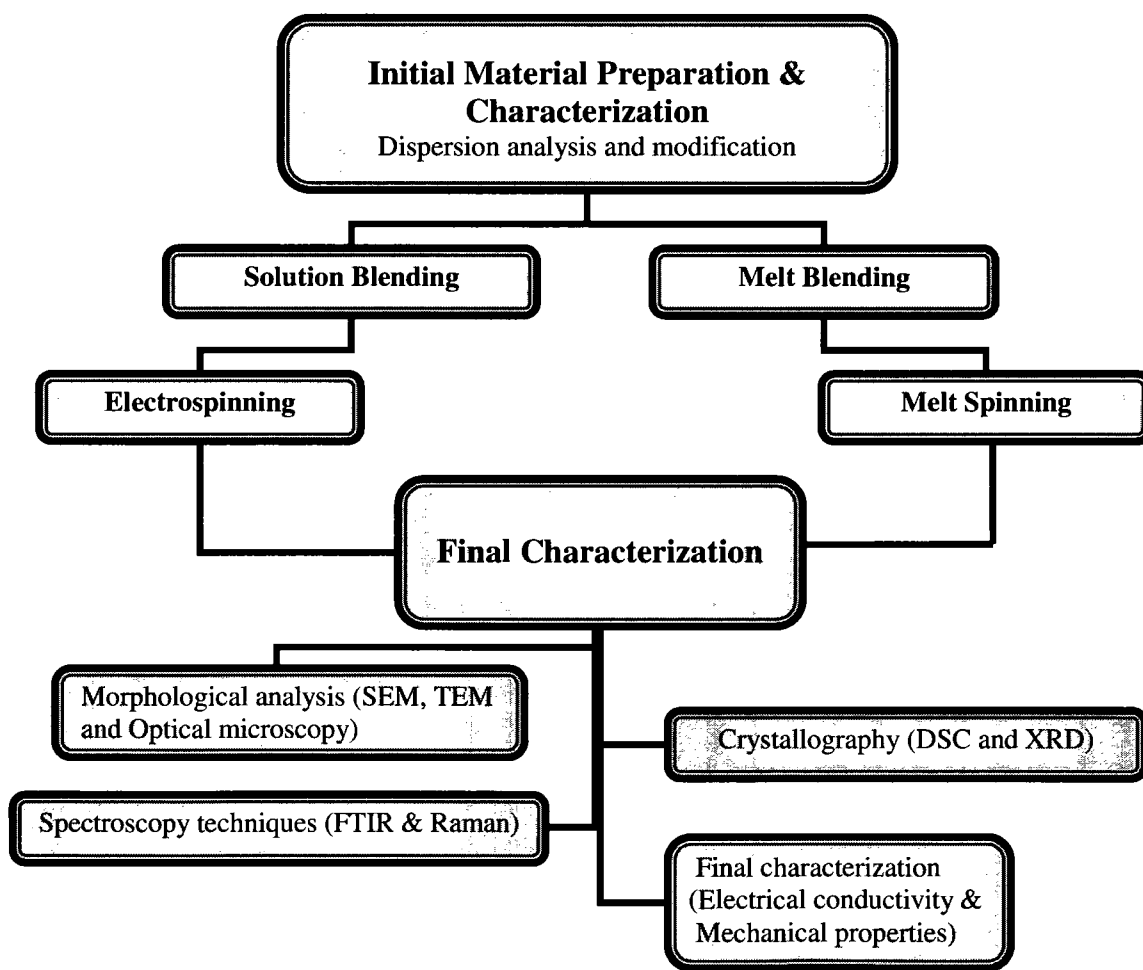 Initial Material Preparation &
Characterization
Dispersion analysis and modification
Solution Blending
Melt Blending
Electrospinning
Melt Spinning
Final Characterization
Morphological analysis (SEM, TEM
and Optical microscopy)
Crystallography (DSC and XRD)
Spectroscopy techniques (FTIR & Raman)
Final characterization
(Electrical conductivity &
Mechanical properties)